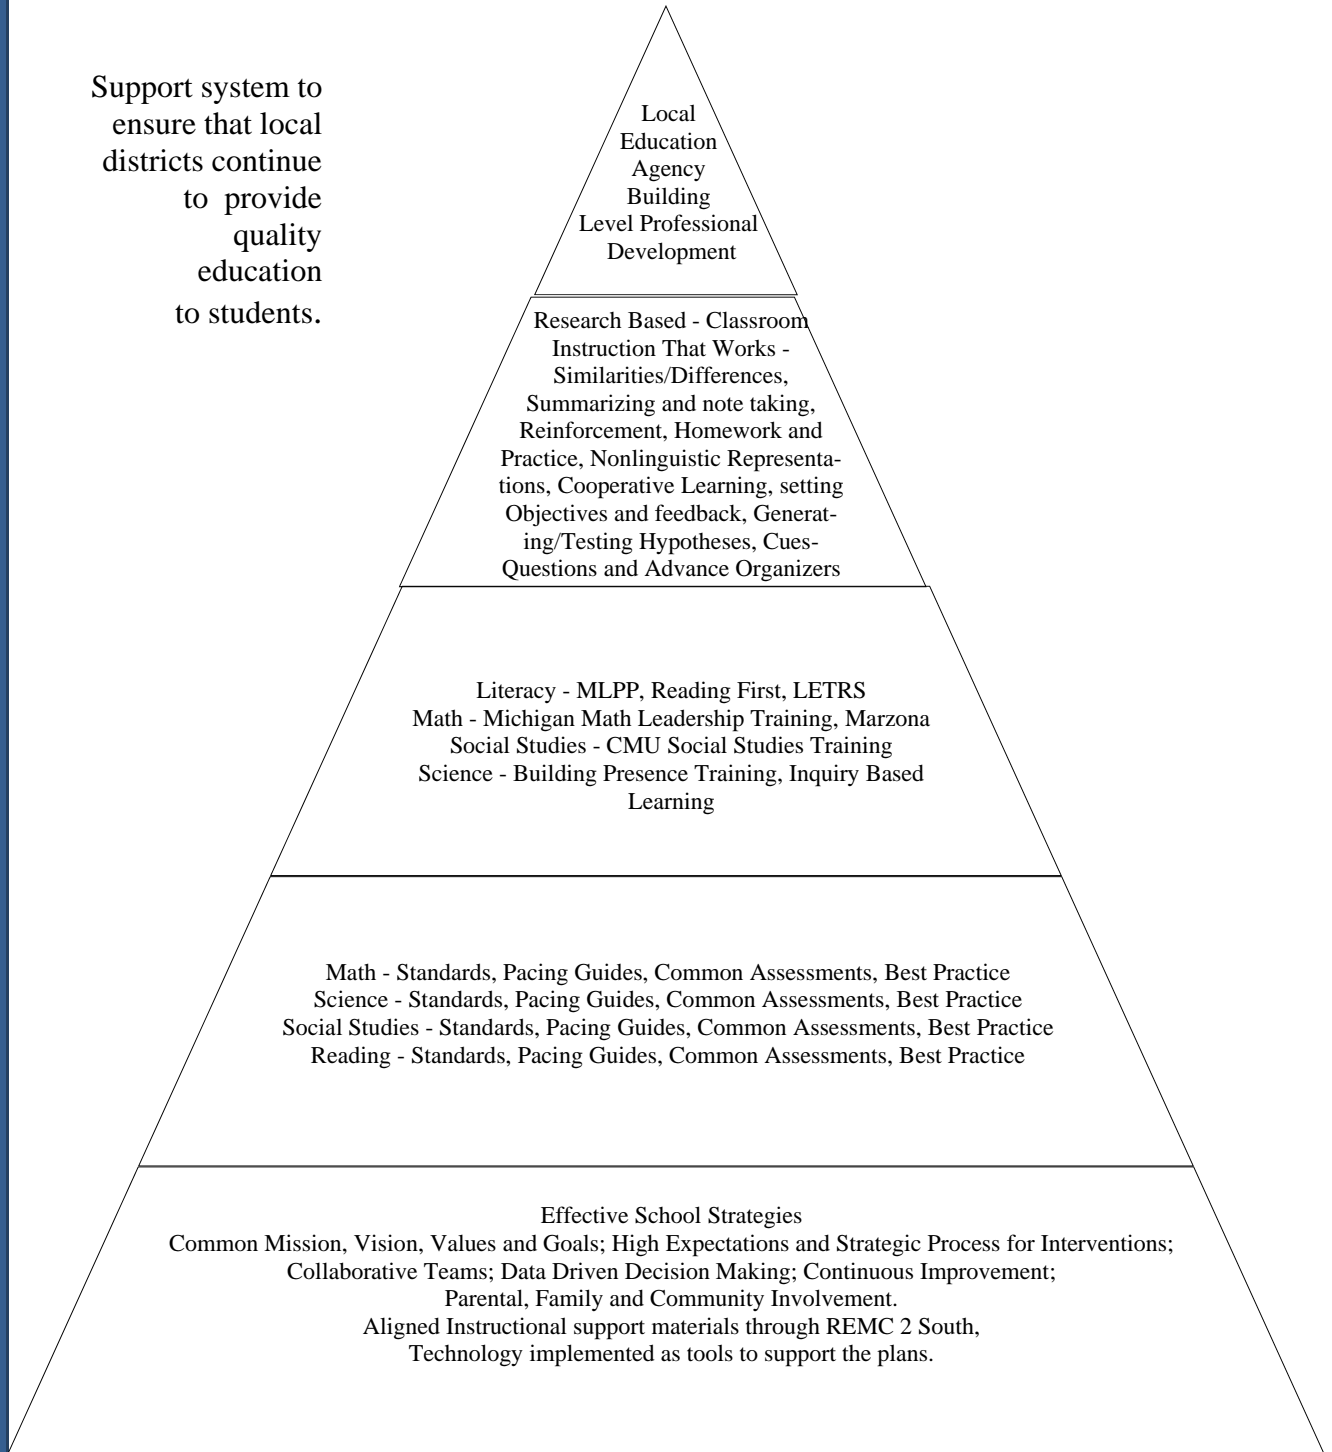 Support system to
ensure that local
districts continue
to provide
quality
education
to students.
Local
Education
Agency
Building
Level Professional
Development
Research Based - Classroom
Instruction That Works -
Similarities/Differences,
Summarizing and note taking,
Reinforcement, Homework and
Practice, Nonlinguistic Representa-
tions, Cooperative Learning, setting
Objectives and feedback, Generat-
ing/Testing Hypotheses, Cues-
Questions and Advance Organizers
Literacy - MLPP, Reading First, LETRS
Math - Michigan Math Leadership Training, Marzona
Social Studies - CMU Social Studies Training
Science - Building Presence Training, Inquiry Based
Learning
Math - Standards, Pacing Guides, Common Assessments, Best Practice
Science - Standards, Pacing Guides, Common Assessments, Best Practice
Social Studies - Standards, Pacing Guides, Common Assessments, Best Practice
Reading - Standards, Pacing Guides, Common Assessments, Best Practice
Effective School Strategies
Common Mission, Vision, Values and Goals; High Expectations and Strategic Process for Interventions;
Collaborative Teams; Data Driven Decision Making; Continuous Improvement;
Parental, Family and Community Involvement.
Aligned Instructional support materials through REMC 2 South,
Technology implemented as tools to support the plans.